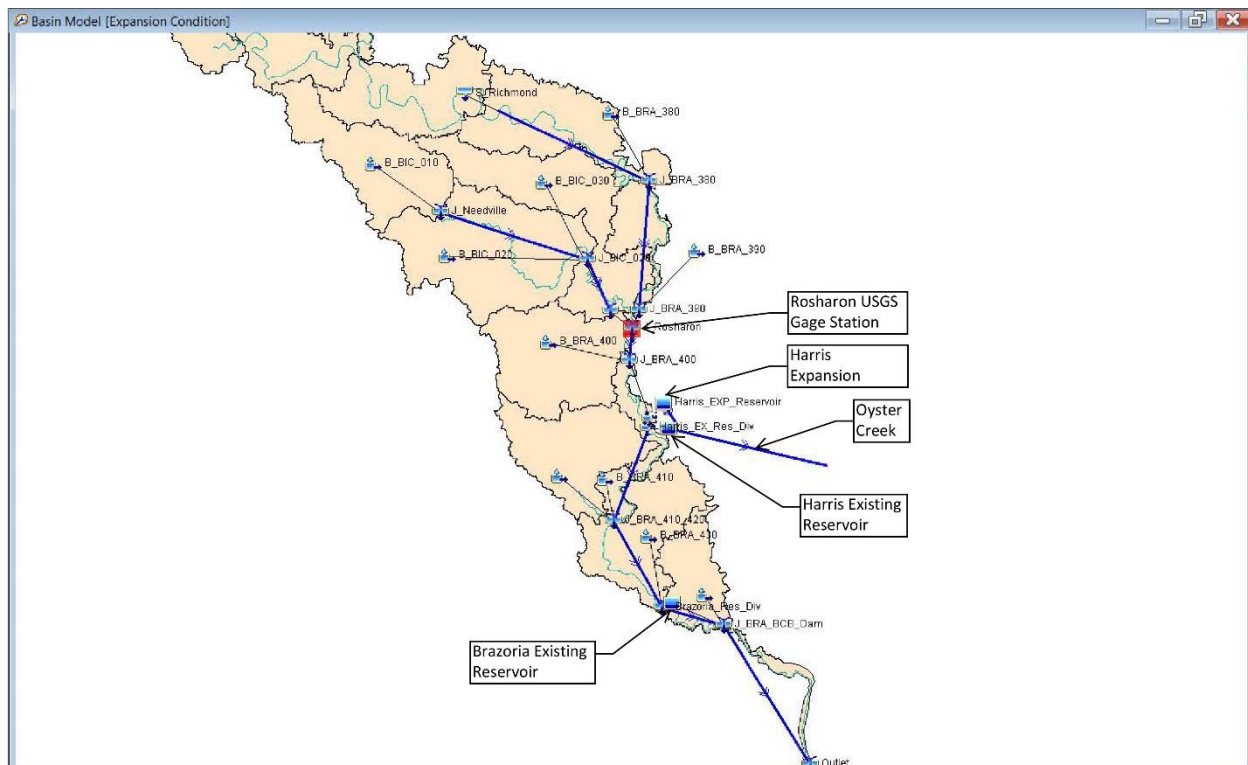 Basin Model [Expansion Condition]
S_Richmond
B_BRA_380
B_BIC_010
B_BIC_030
J_BRA_380
J_Needville
B_BRA_390
B_BIC_020
J_BIC_020
Rosharon USGS
Gage Station
J_BRA_390
Rosharon
B_BRA_400
J_BRA_400
Harris
Expansion
Harris_EXP_Reservoir
Oyster
Creek
Harris_EX_Res_Div
B_BRA_410
Harris Existing
Reservoir
J_BRA_410_420
B_BRA_430
Brazoria_Res_Div
J_BRA_BCB_Dam
Brazoria Existing
Reservoir
Outlet